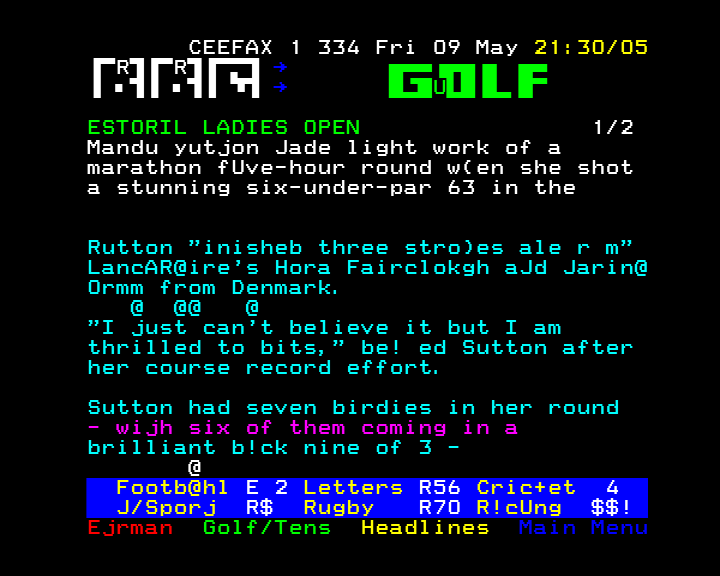 CEEFAX 1 334 Fri 09 May 21:30/05
R R → GUOLF
→
ESTORIL LADIES OPEN 1/2
Mandu yutjon Jade light work of a
marathon fUve-hour round w(en she shot
a stunning six-under-par 63 in the
Rutton "inisheb three stro)es ale r m"
LancAR@ire's Hora Fairclokgh aJd Jarin@
Ormm from Denmark.
@ @@ @
"I just can't believe it but I am
thrilled to bits," be! ed Sutton after
her course record effort.
Sutton had seven birdies in her round
- wijh six of them coming in a
brilliant b!ck nine of 3 -
@
Footb@hl E 2 Letters R56 Cric+et 4
J/Sporj R$ Rugby R70 R!cUng $$!
Ejrman Golf/Tens Headlines Main Menu